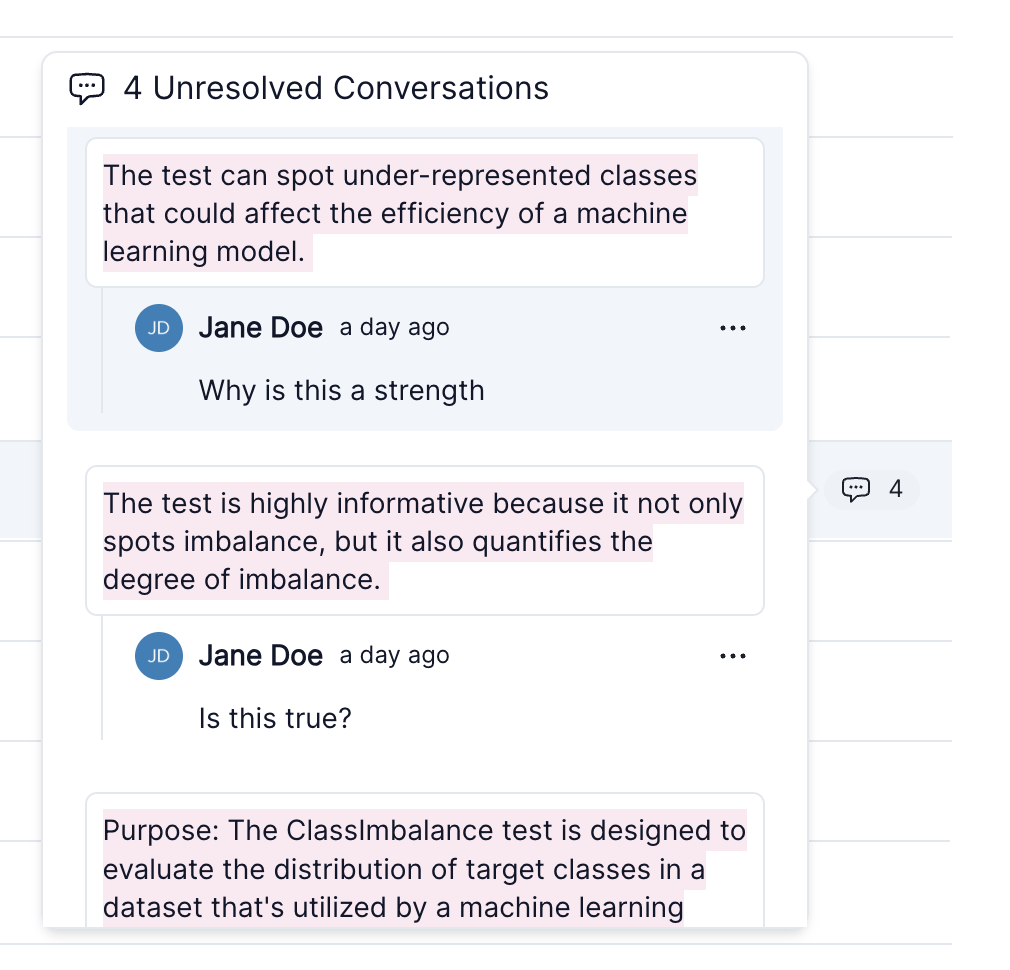 4 Unresolved Conversations
The test can spot under-represented classes
that could affect the efficiency of a machine
learning model.
JD Jane Doe a day ago
Why is this a strength
4
The test is highly informative because it not only
spots imbalance, but it also quantifies the
degree of imbalance.
JD Jane Doe a day ago
Is this true?
Purpose: The ClassImbalance test is designed to
evaluate the distribution of target classes in a
dataset that's utilized by a machine learning